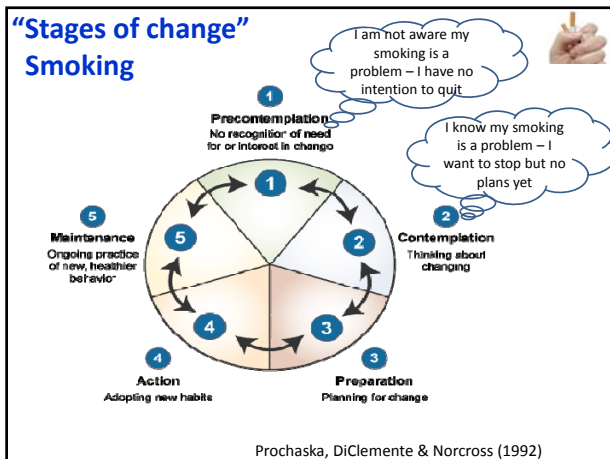 “Stages of change”
Smoking
I am not aware my
smoking is a
problem – I have no
intention to quit
1
Precontemplation
No recognition of need
for or interest in change
I know my smoking
is a problem – I
want to stop but no
plans yet
1
5
Maintenance
Ongoing practice
of new, healthier
behavior
5
2
2
Contemplation
Thinking about
changing
4
3
4
Action
Adopting new habits
3
Preparation
Planning for change
Prochaska, DiClemente & Norcross (1992)